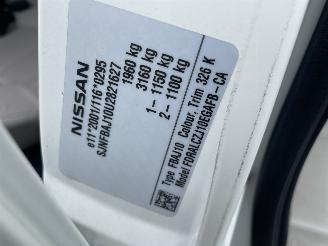 NISSAN
e11*2001/116*0295
SJNFBAJ10U2821627
1960 kg
3160 kg
1– 1150 kg
2– 1100 kg
Type FBAJ10 Colour, Trim 326 K
Model FDRALCZJ10EGAFB – CA